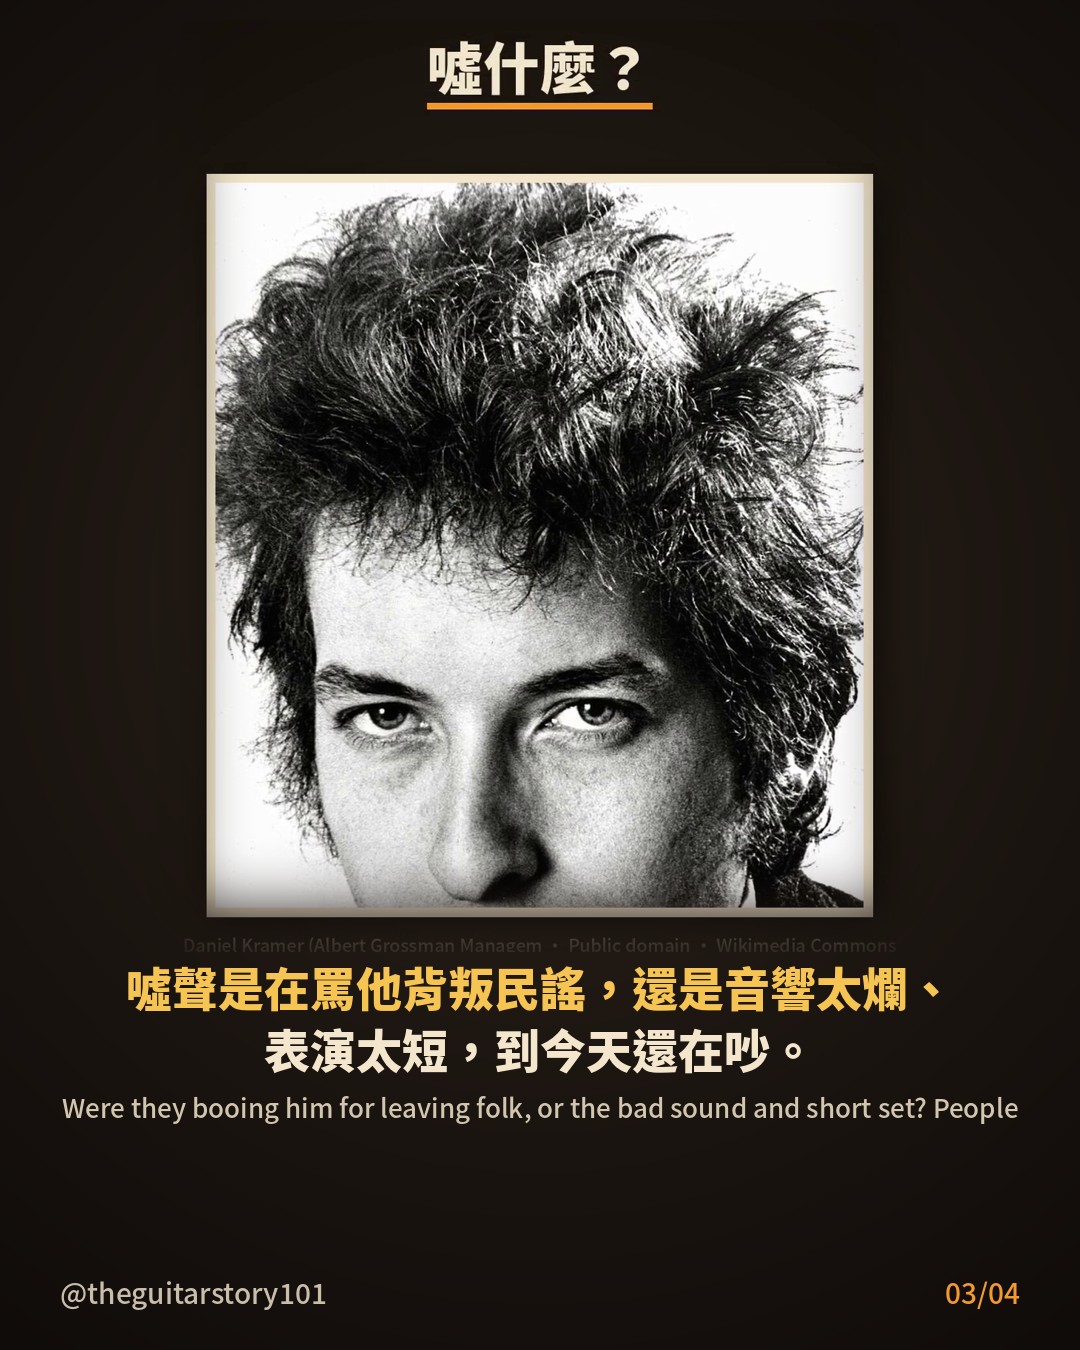 噓什麼？
Daniel Kramer (Albert Grossman Managem • Public domain • Wikimedia Commons
噓聲是在罵他背叛民謠，還是音響太爛、
表演太短，到今天還在吵。
Were they booing him for leaving folk, or the bad sound and short set? People
@theguitarstory101
03/04